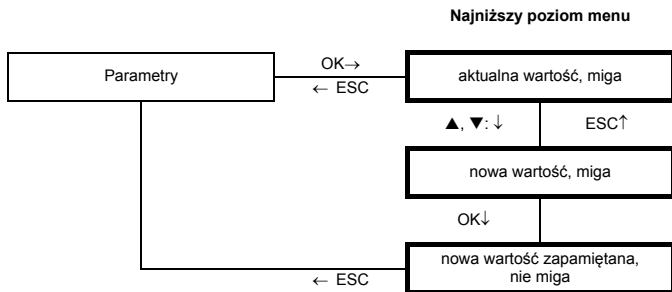 Najniższy poziom menu
Parametry
OK→
← ESC
aktualna wartość, miga
▲, ▼: ↓
ESC↑
nowa wartość, miga
OK↓
nowa wartość zapamiętana,
nie miga
← ESC